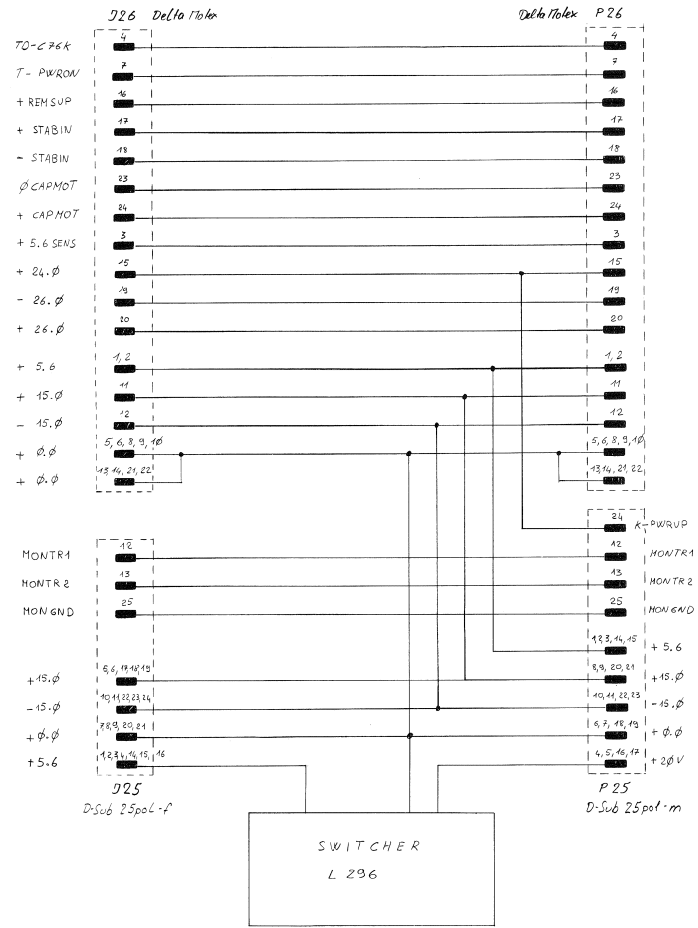 J26 Delta Molex Delta Molex P26
TO-C76K 4 4
T- PWRON 7 7
+ REMSUP 16 16
+ STABIN 17 17
- STABIN 18 18
ØCAPMOT 23 23
+ CAPMOT 24 24
+ 5.6 SENS 3 3
+ 24.Ø 15 15
- 26.Ø 19 19
+ 26.Ø 20 20
+ 5.6 1,2 1,2
+ 15.Ø 11 11
- 15.Ø 12 12
+ Ø.Ø 5,6,8,9,1Ø 5,6,8,9,1Ø
+ Ø.Ø 13,14,21,22 13,14,21,22
24 K-PWRUP
MONTR1 12 12 MONTR1
MONTR2 13 13 MONTR2
MONGND 25 25 MONGND
1,2,3,14,15 + 5.6
+15.Ø 5,6,17,18,19 8,9,20,21 +15.Ø
-15.Ø 10,11,22,23,24 10,11,22,23 -15.Ø
+Ø.Ø 7,8,9,20,21 6,7,18,19 + Ø.Ø
+5.6 1,2,3,4,14,15,16 4,5,16,17 +2ØV
J25 P25
D-Sub 25pol-f D-Sub 25pol-m
SWITCHER
L 296